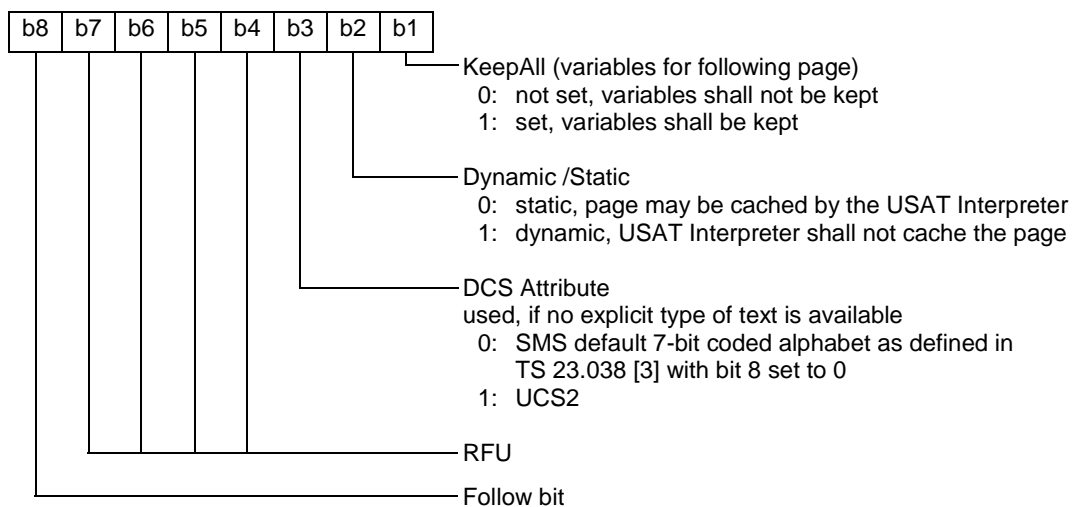 b8 b7 b6 b5 b4 b3 b2 b1
KeepAll (variables for following page)
0: not set, variables shall not be kept
1: set, variables shall be kept
Dynamic /Static
0: static, page may be cached by the USAT Interpreter
1: dynamic, USAT Interpreter shall not cache the page
DCS Attribute
used, if no explicit type of text is available
0: SMS default 7-bit coded alphabet as defined in
TS 23.038 [3] with bit 8 set to 0
1: UCS2
RFU
Follow bit